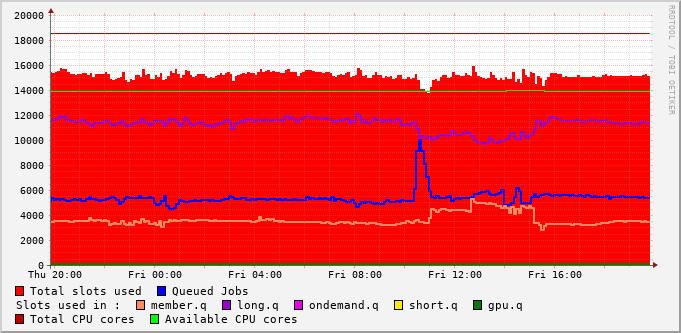 20000
18000
16000
14000
12000
10000
8000
6000
4000
2000
0
Thu 20:00 Fri 00:00 Fri 04:00 Fri 08:00 Fri 12:00 Fri 16:00
Total slots used Queued Jobs
Slots used in : member.q long.q ondemand.q short.q gpu.q
Total CPU cores Available CPU cores
RRDTOOL / TOBI OETIKER